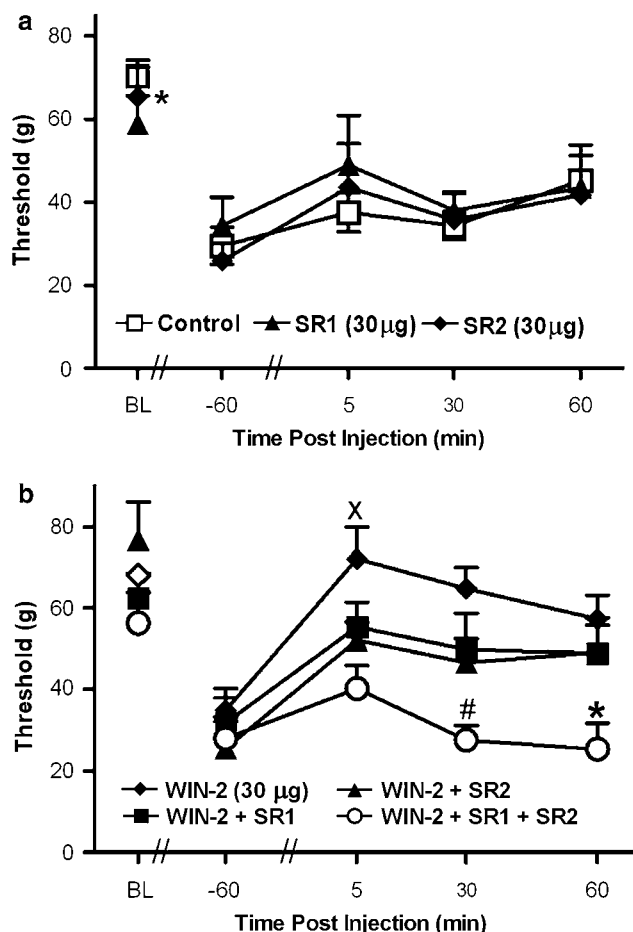 a
80
*
60
Threshold (g)
40
20
Control SR1 (30μg) SR2 (30μg)
0
BL // // -60 5 30 60
Time Post Injection (min)
b
80
X
60
Threshold (g)
40
# *
20
WIN-2 (30 μg) WIN-2 + SR2
WIN-2 + SR1 WIN-2 + SR1 + SR2
0
BL // // -60 5 30 60
Time Post Injection (min)